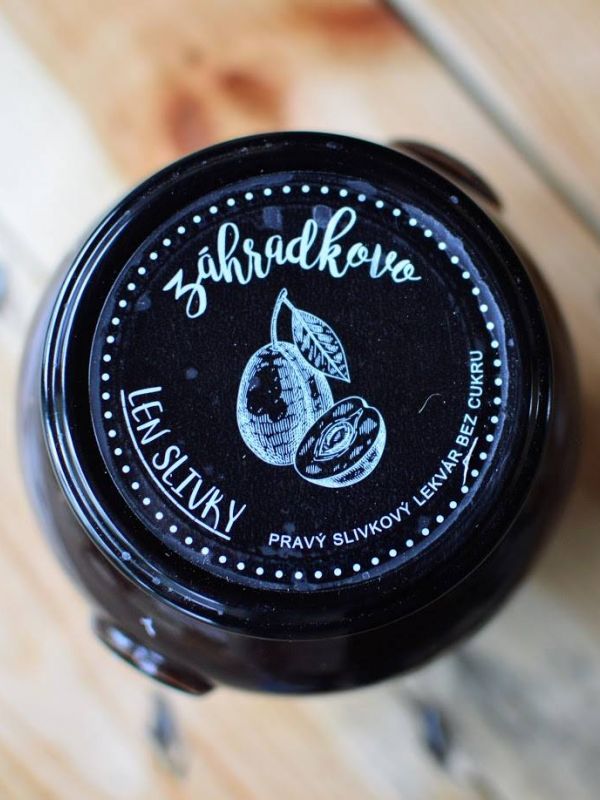 záhradkovo
LEN SLIVKY
PRAVÝ SLIVKOVÝ LEKVÁR BEZ CUKRU